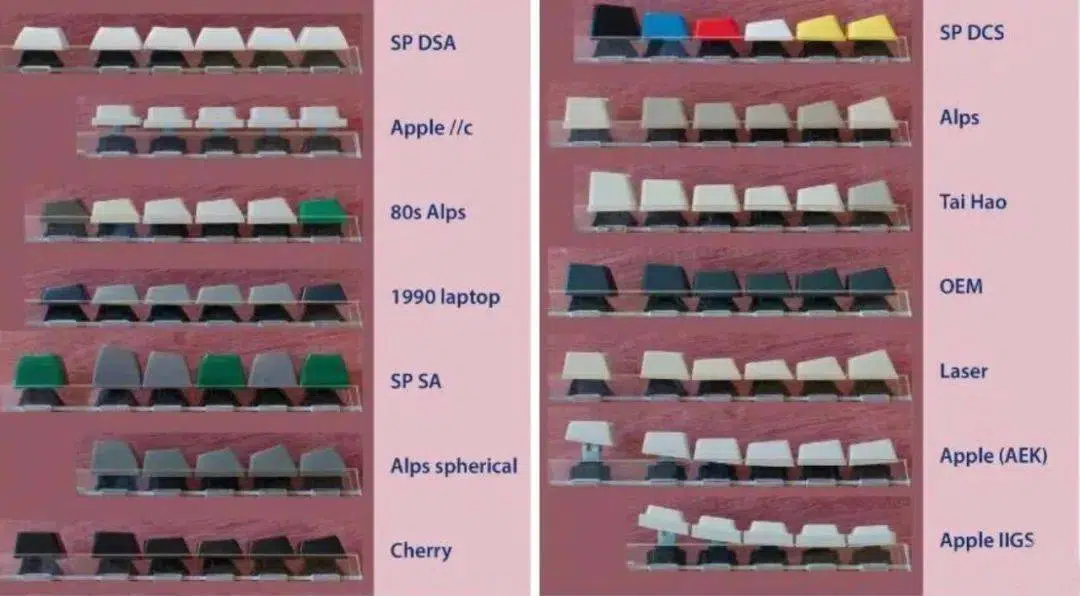 SP DSA
Apple //c
80s Alps
1990 laptop
SP SA
Alps spherical
Cherry
SP DCS
Alps
Tai Hao
OEM
Laser
Apple (AEK)
Apple IIGS